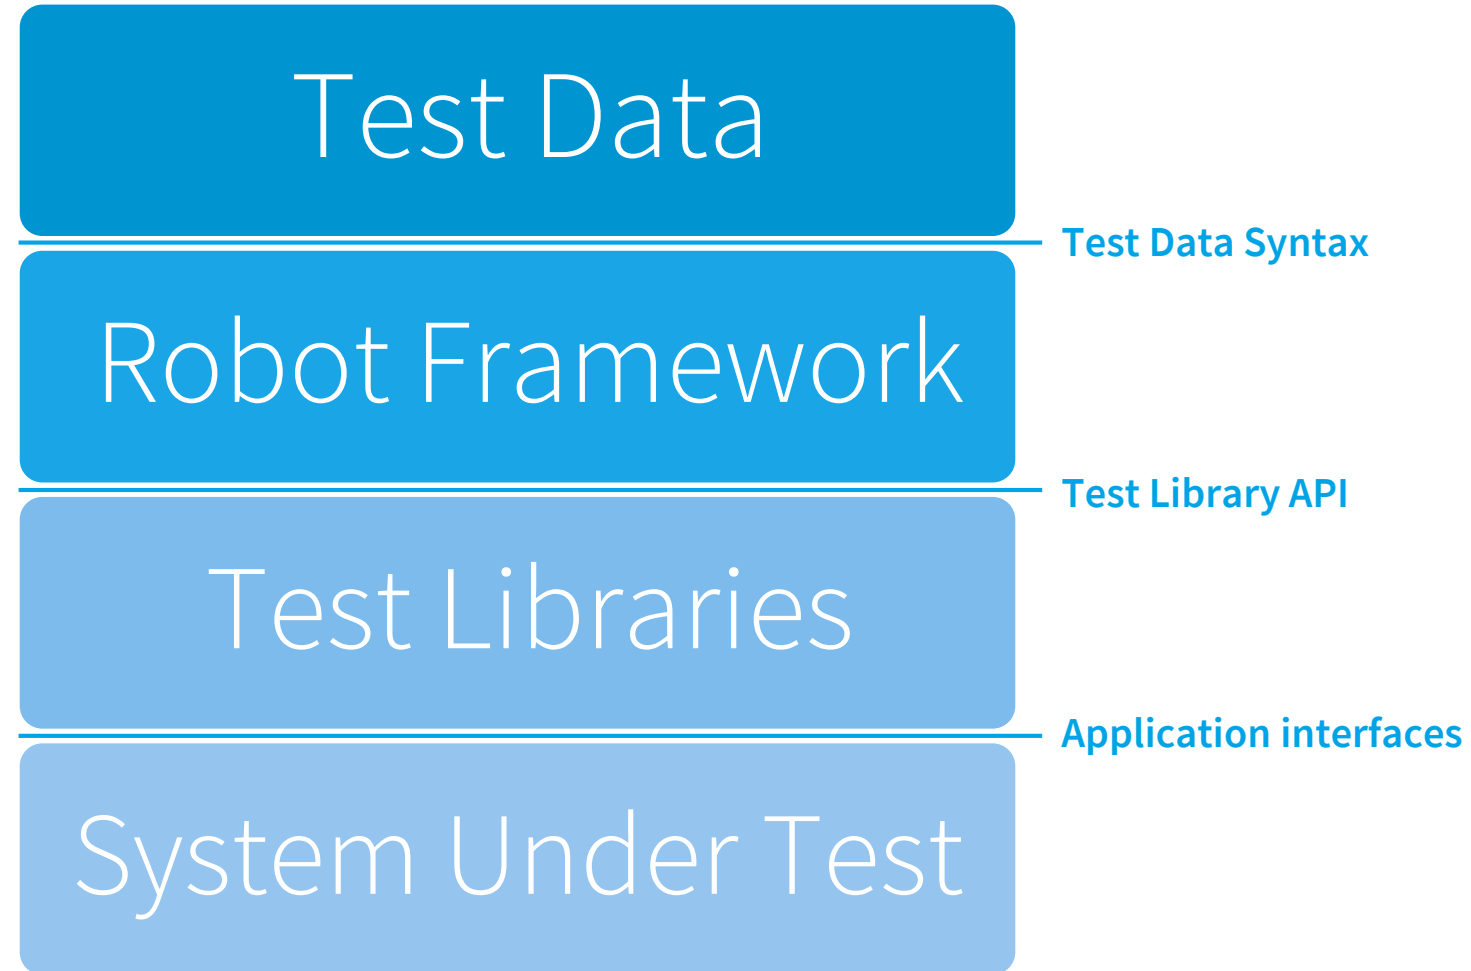 Test Data
Test Data Syntax
Robot Framework
Test Library API
Test Libraries
Application interfaces
System Under Test